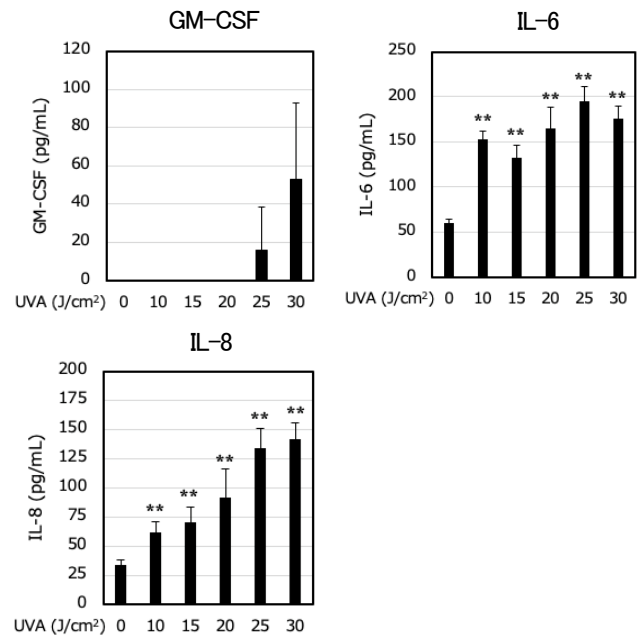 GM-CSF
120
100
80
60
40
20
0
GM-CSF (pg/mL)
UVA (J/cm²) 0 10 15 20 25 30
IL-6
250
200
150
100
50
0
IL-6 (pg/mL)
** ** ** ** **
UVA (J/cm²) 0 10 15 20 25 30
IL-8
200
175
150
125
100
75
50
25
0
IL-8 (pg/mL)
** ** ** ** **
UVA (J/cm²) 0 10 15 20 25 30